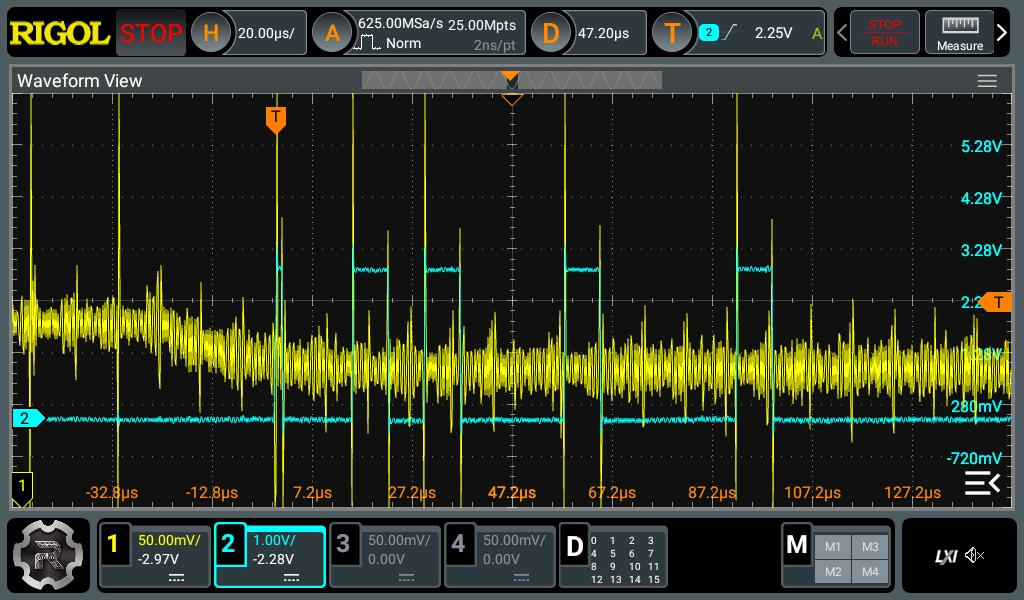 RIGOL STOP H 20.00µs/ A 625.00MSa/s 25.00Mpts D 47.20µs T 2 2.25V A STOP
Norm 2ns/pt RUN Measure
Waveform View
T
5.28V
4.28V
3.28V
T
280mV
2
-720mV
1
-32.8µs -12.8µs 7.2µs 27.2µs 47.2µs 67.2µs 87.2µs 107.2µs 127.2µs
1 50.00mV/ 2 1.00V/ 3 50.00mV/ 4 50.00mV/ D 0 1 2 3 M M1 M3
-2.97V -2.28V 0.00V 0.00V 4 5 6 7 M2 M4
8 9 10 11
12 13 14 15
R
LXI